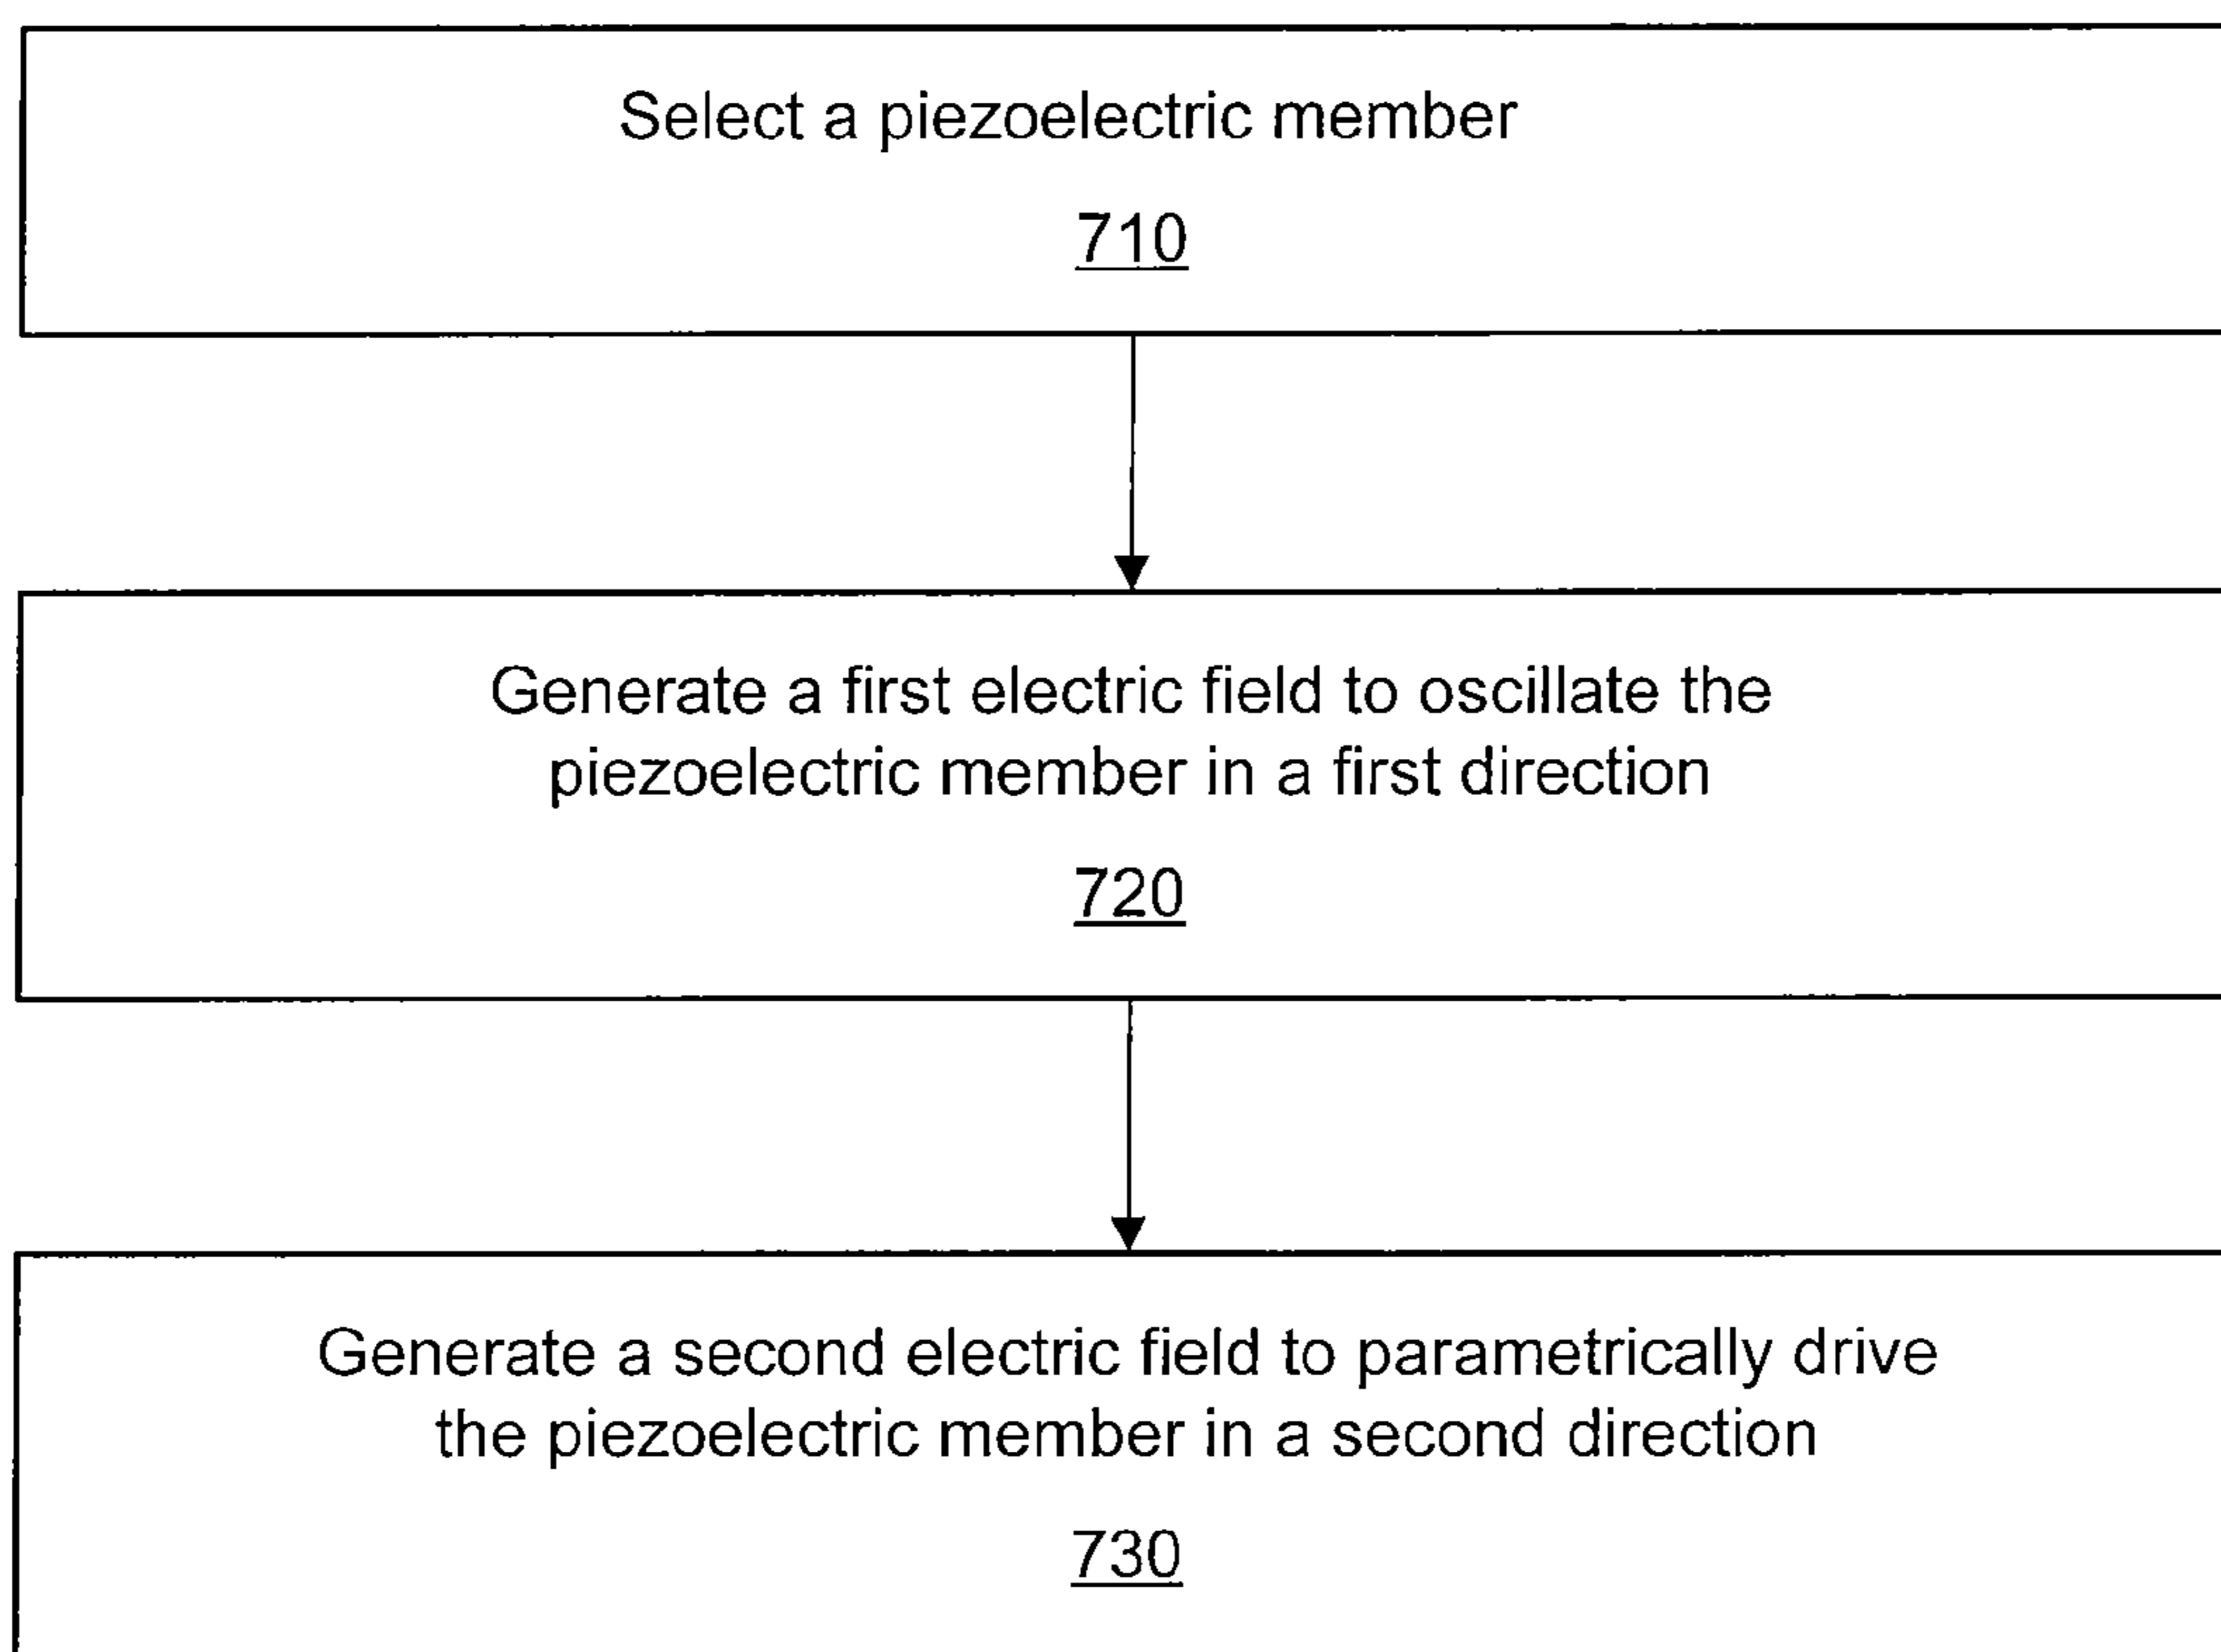 Select a piezoelectric member
710
Generate a first electric field to oscillate the
piezoelectric member in a first direction
720
Generate a second electric field to parametrically drive
the piezoelectric member in a second direction
730